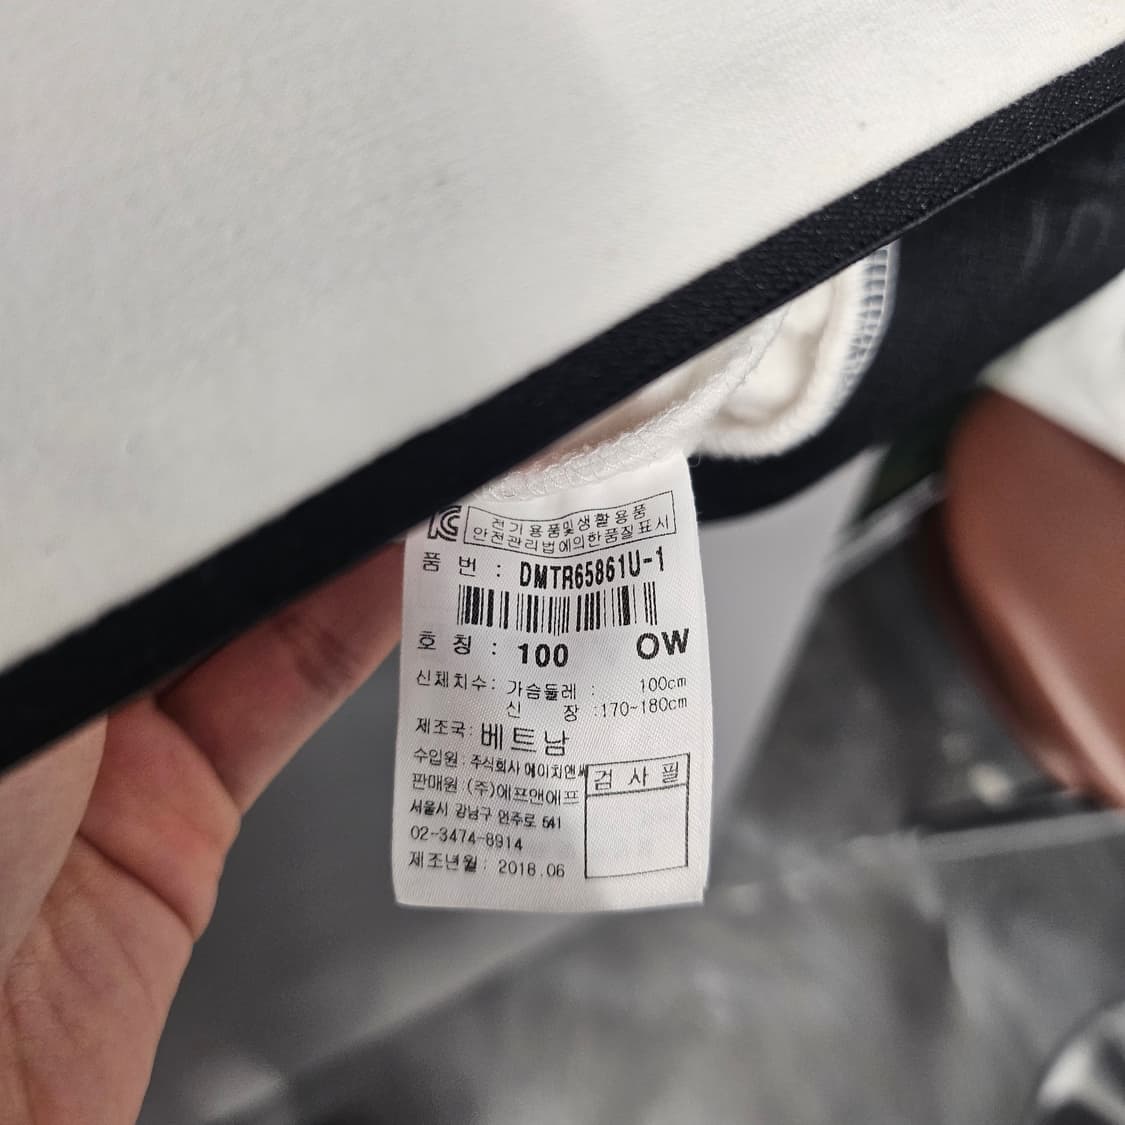 KC 전기용품및생활용품
안전관리법에의한품질표시
품 번 : DMTR65861U-1
호 칭 : 100 OW
신체치수: 가슴둘레 : 100cm
신 장 :170~180cm
제조국: 베트남
수입원 : 주식회사 에이치앤씨
판매원 (주)에프앤에프
검 사 필
서울시 강남구 언주로 541
02-3474-8914
제조년월 : 2018.06